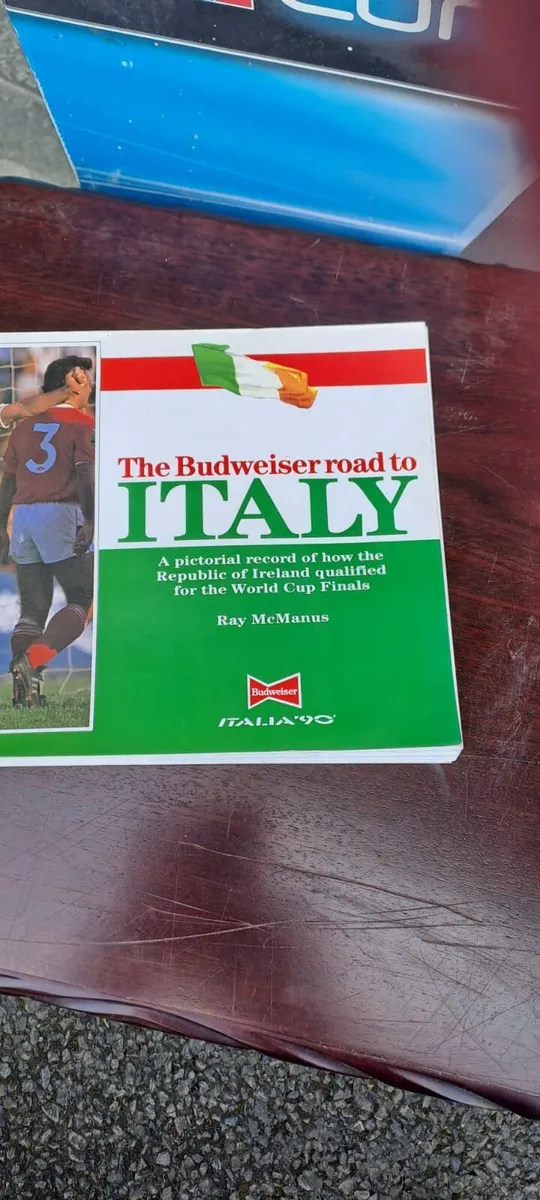 3
The Budweiser road to
ITALY
A pictorial record of how the
Republic of Ireland qualified
for the World Cup Finals
Ray McManus
Budweiser
ITALIA'90